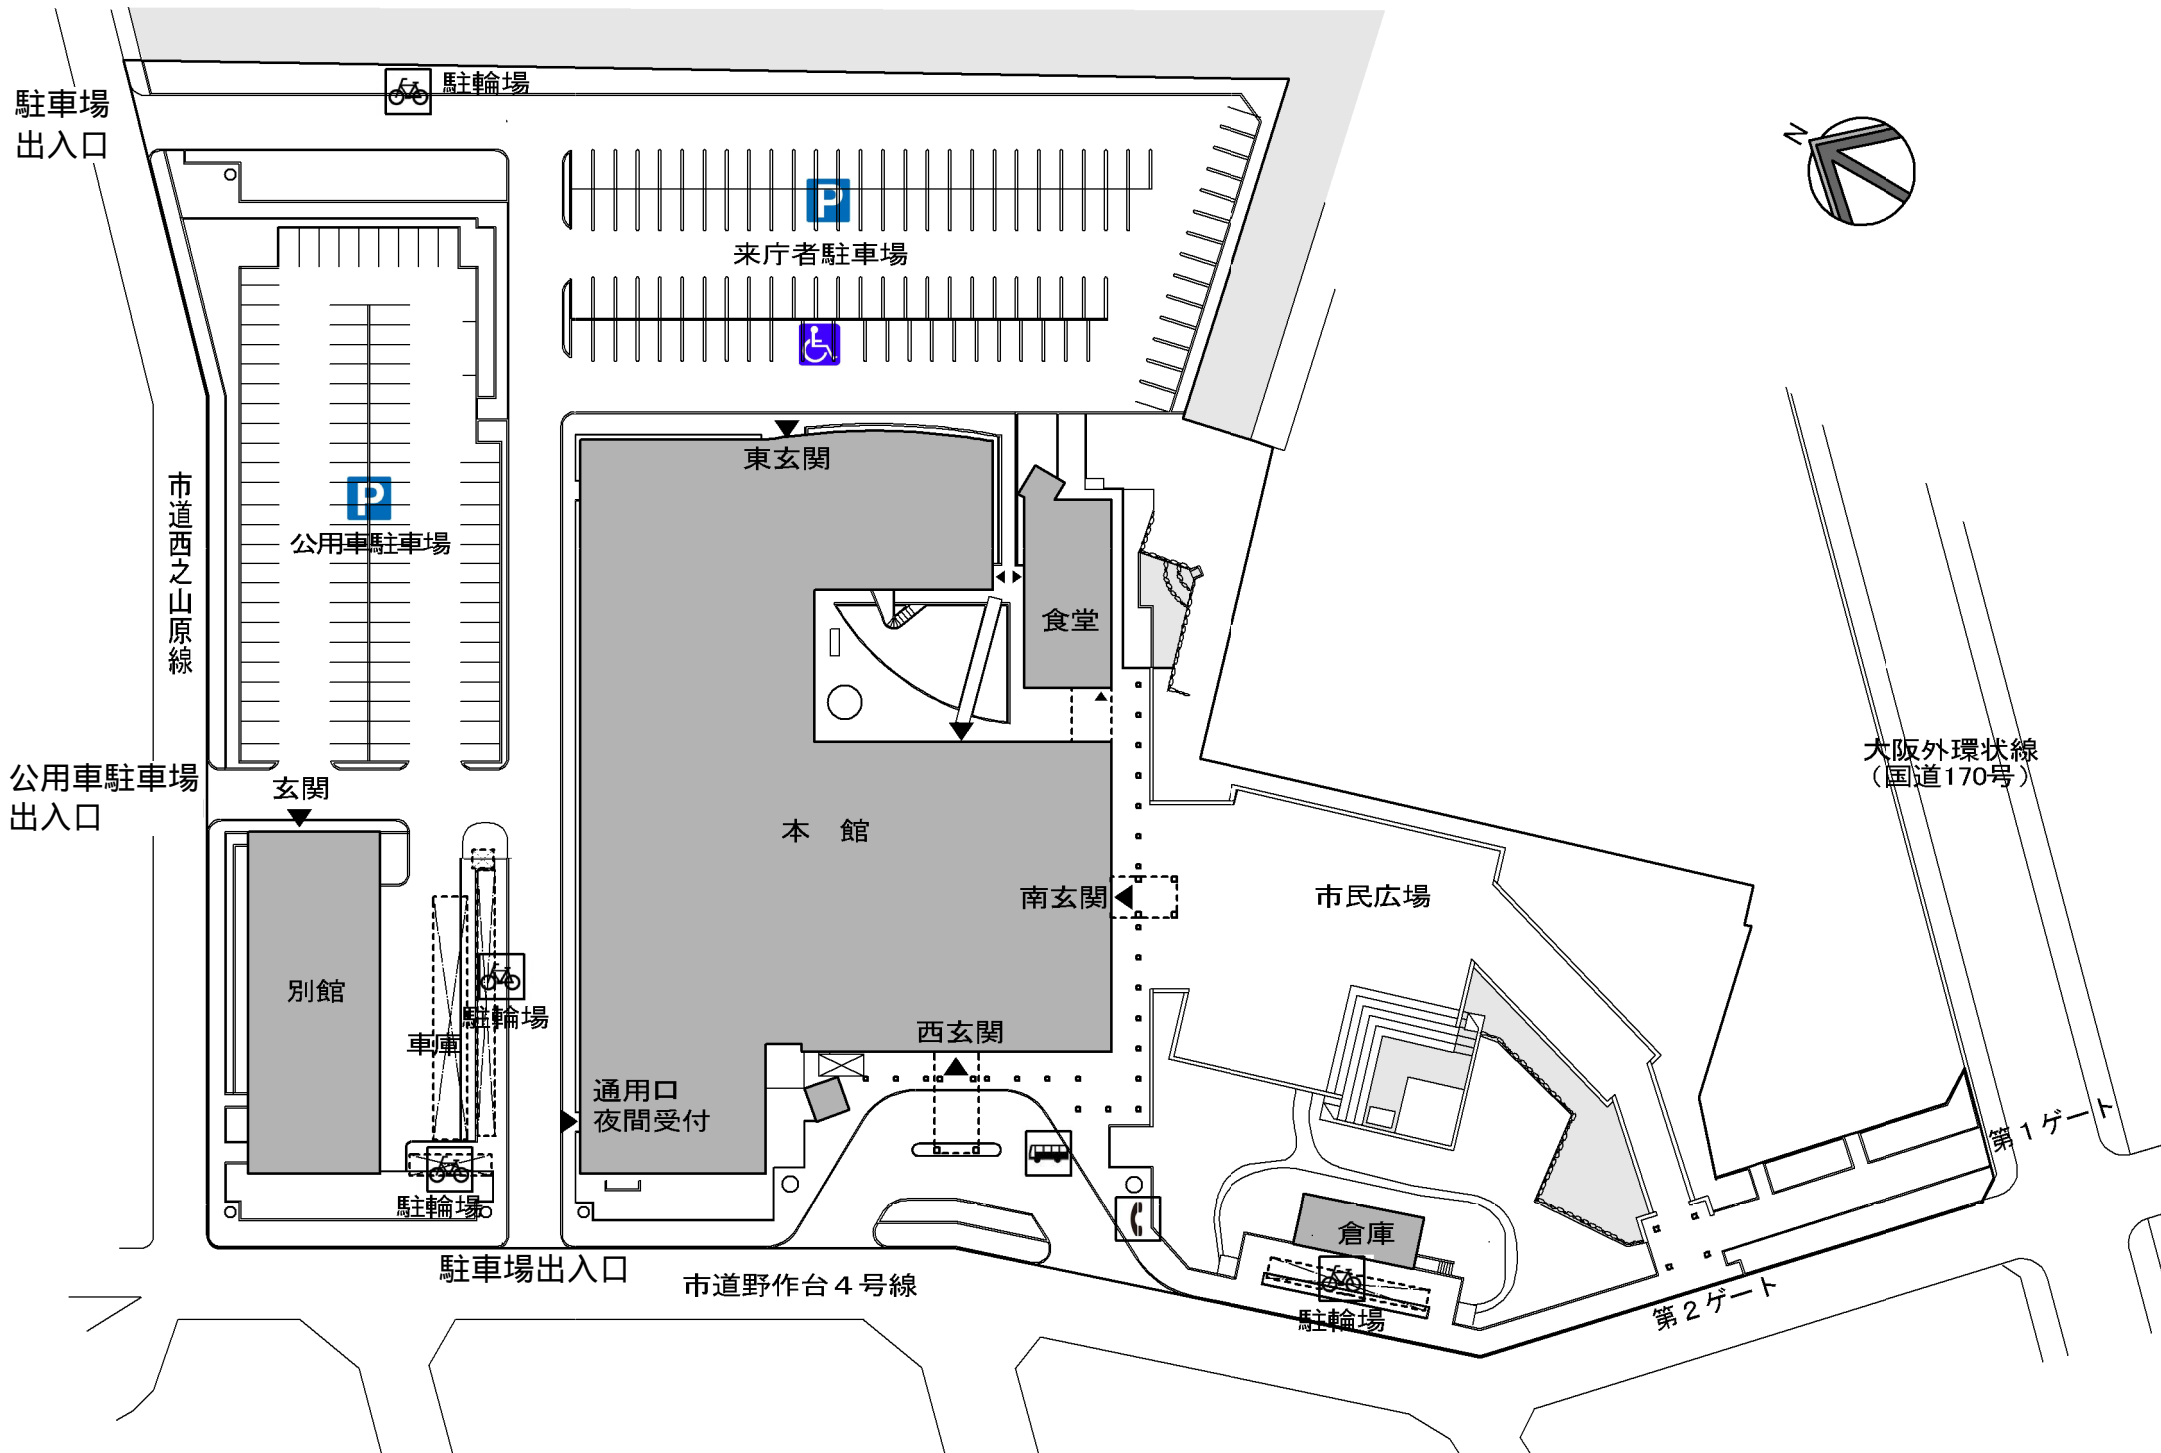 駐輪場
駐車場
出入口
N
P
来庁者駐車場
東玄関
市道西之山原線
P
公用車駐車場
食堂
大阪外環状線
（国道170号）
公用車駐車場
出入口
玄関
本　館
南玄関
市民広場
別館
駐輪場
車庫
西玄関
通用口
夜間受付
第１ゲート
駐輪場
倉庫
駐車場出入口
市道野作台４号線
駐輪場
第２ゲート